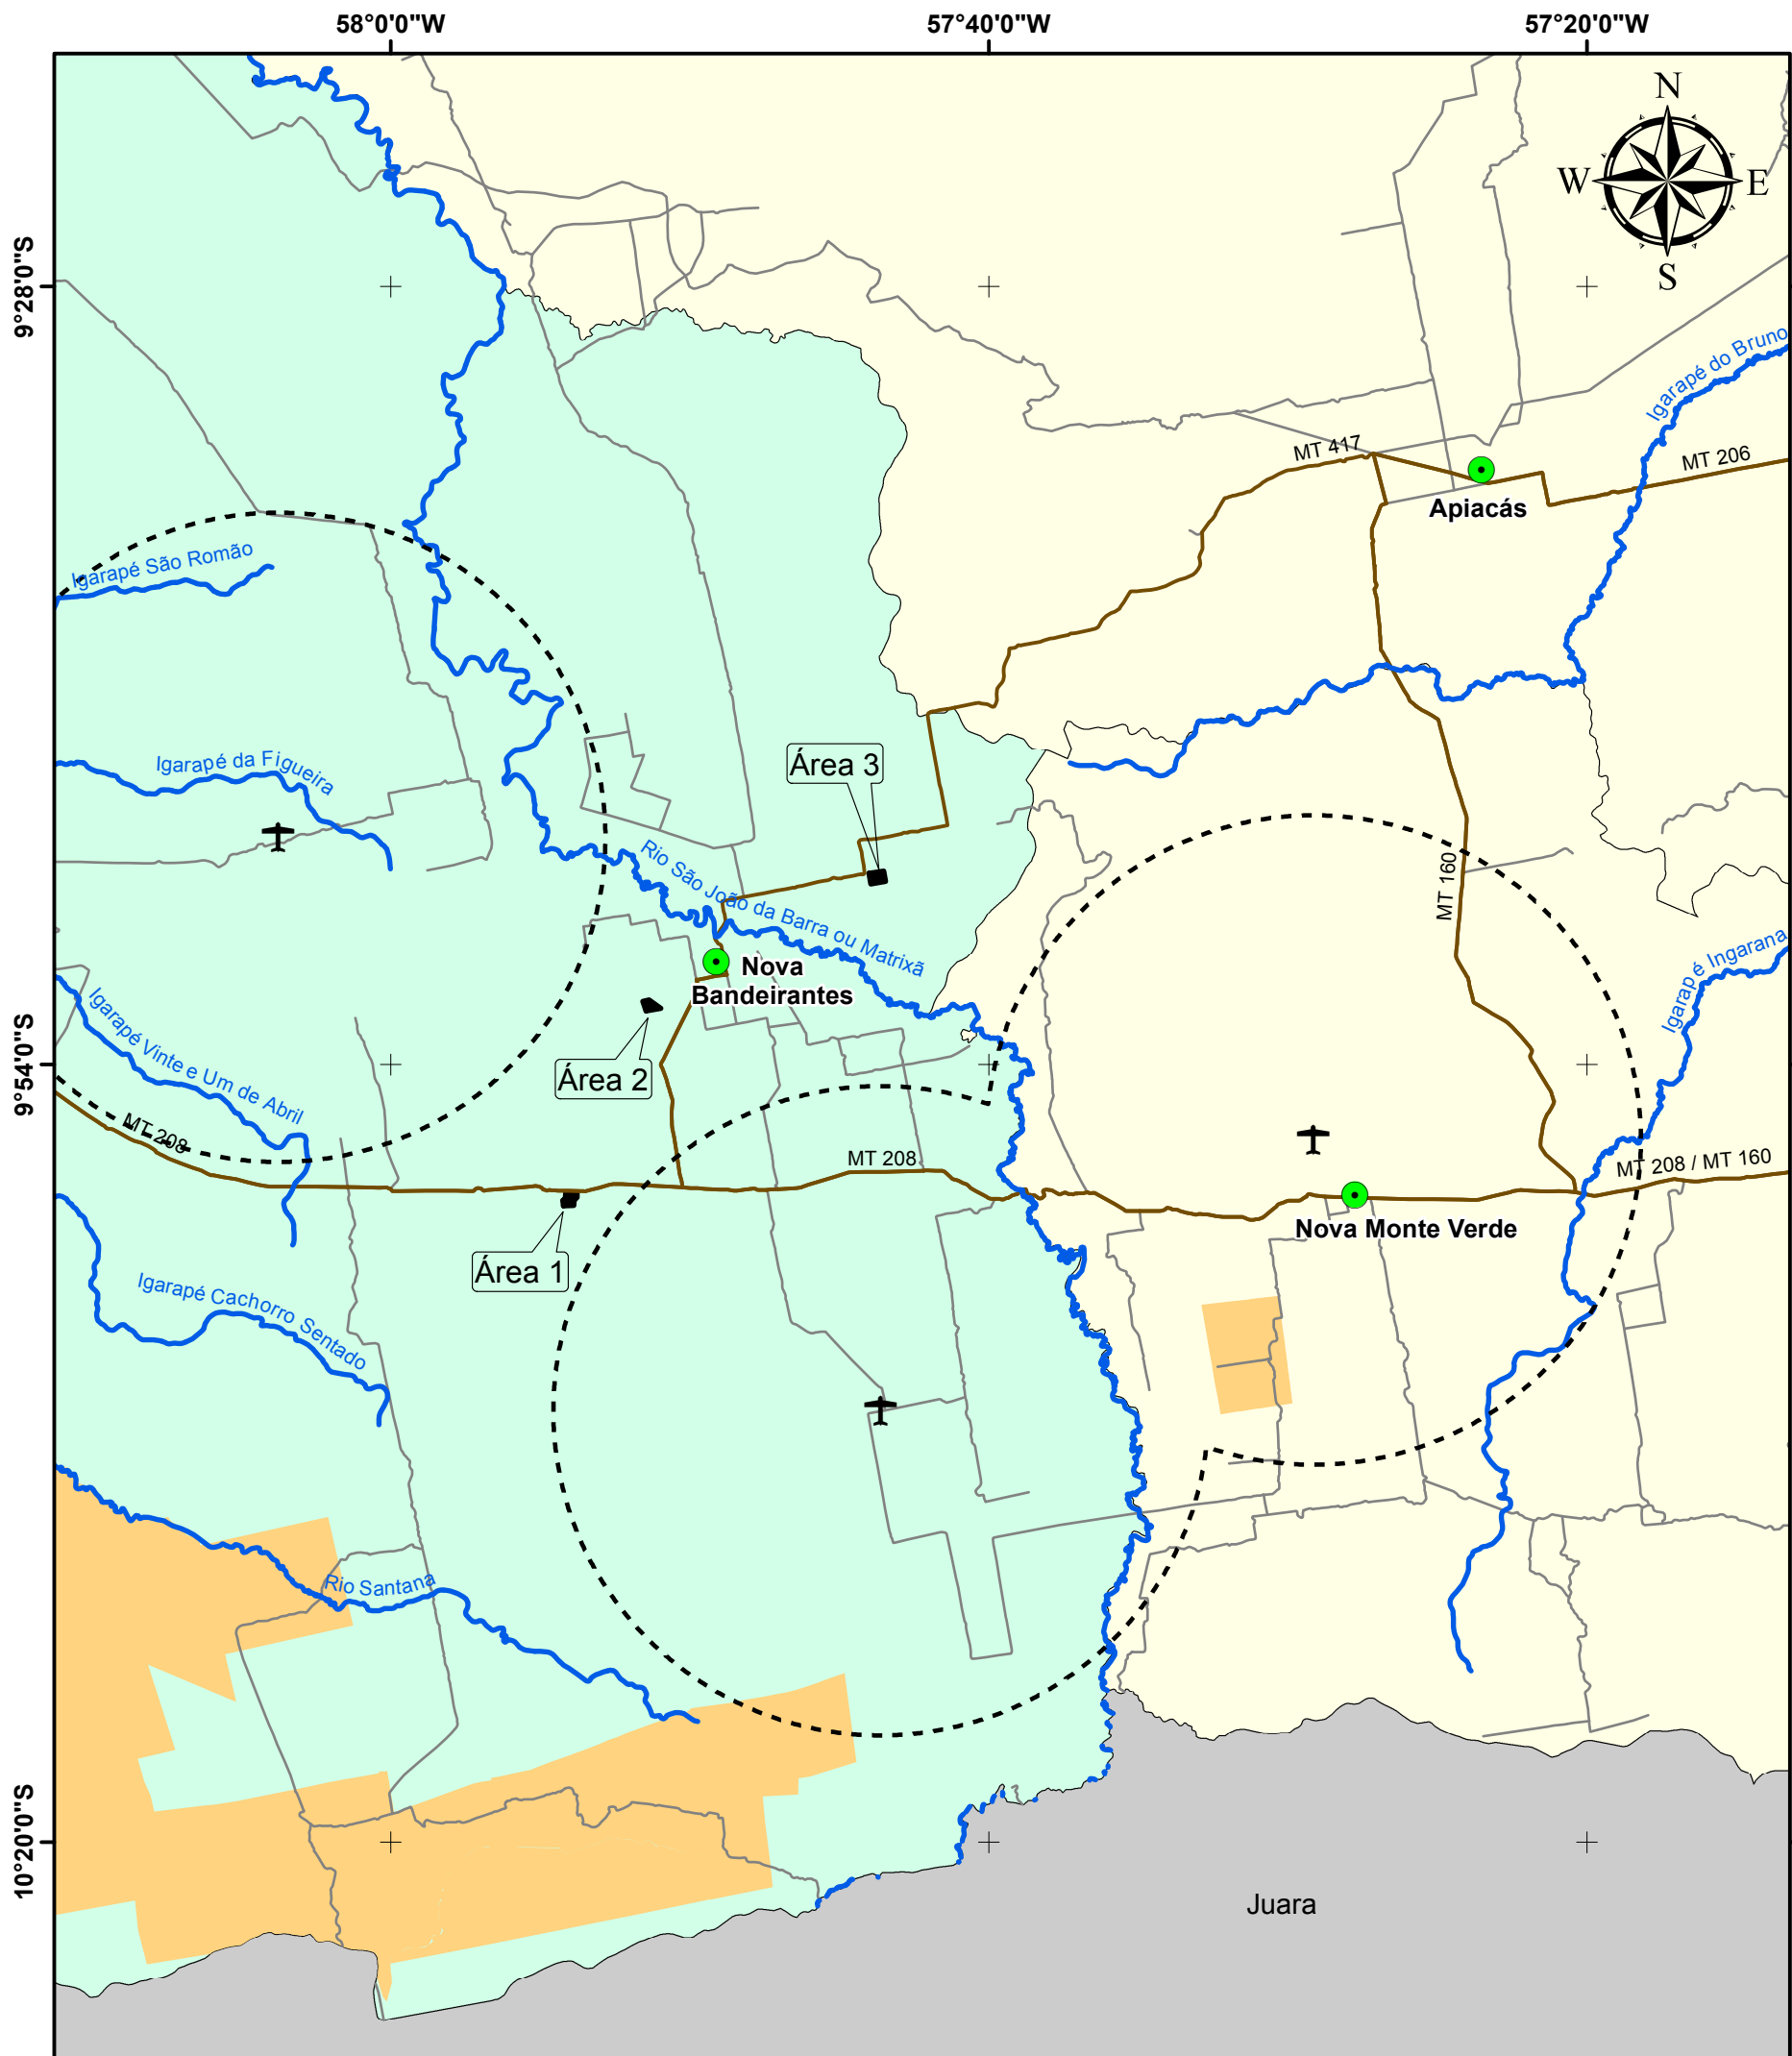 58°0'0"W
57°40'0"W
57°20'0"W
N
W
E
S
9°28'0"S
Igarapé do Bruno
MT 417
MT 206
Apiacás
Igarapé São Romão
Igarapé da Figueira
Área 3
Rio São João da Barra ou Matrixã
MT 160
Igarapé Ingarana
Nova
Bandeirantes
Igarapé Vinte e Um de Abril
9°54'0"S
Área 2
MT 208
MT 208
MT 208 / MT 160
Nova Monte Verde
Área 1
Igarapé Cachorro Sentado
Rio Santana
10°20'0"S
Juara